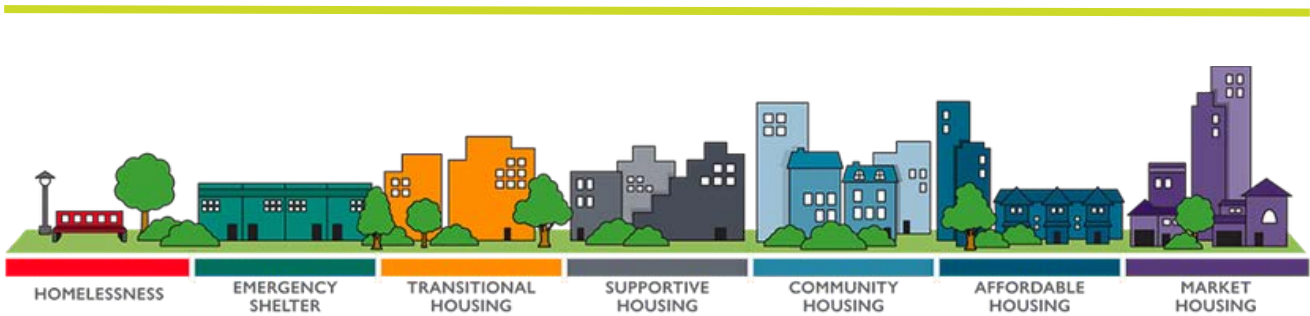 HOMELESSNESS
EMERGENCY
SHELTER
TRANSITIONAL
HOUSING
SUPPORTIVE
HOUSING
COMMUNITY
HOUSING
AFFORDABLE
HOUSING
MARKET
HOUSING